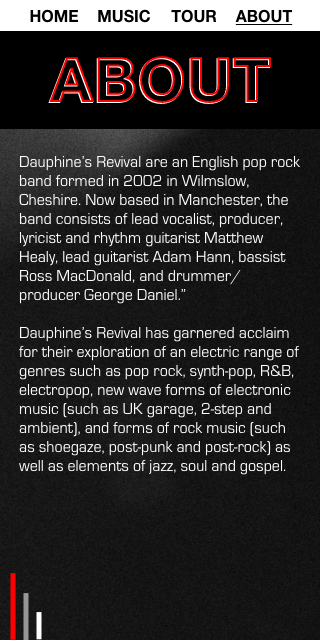 HOME MUSIC TOUR ABOUT
ABOUT
Dauphine's Revival are an English pop rock
band formed in 2002 in Wilmslow,
Cheshire. Now based in Manchester, the
band consists of lead vocalist, producer,
lyricist and rhythm guitarist Matthew
Healy, lead guitarist Adam Hann, bassist
Ross MacDonald, and drummer/
producer George Daniel.”
Dauphine's Revival has garnered acclaim
for their exploration of an electric range of
genres such as pop rock, synth-pop, R&B,
electropop, new wave forms of electronic
music (such as UK garage, 2-step and
ambient), and forms of rock music (such
as shoegaze, post-punk and post-rock) as
well as elements of jazz, soul and gospel.